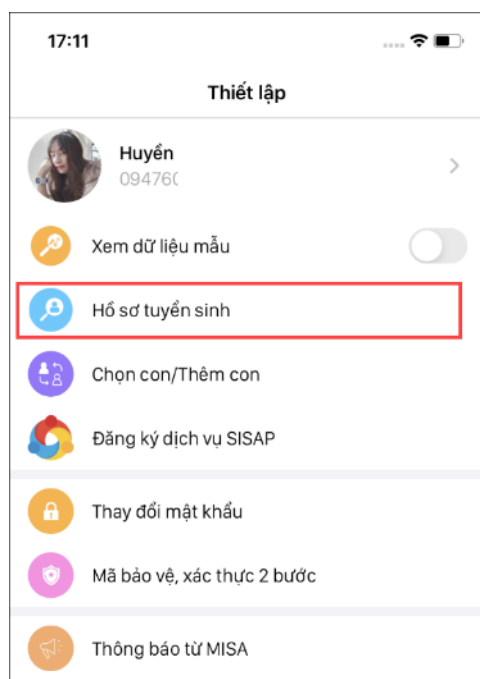 17:11
Thiết lập
Huyền
09476
Xem dữ liệu mẫu
Hồ sơ tuyển sinh
Chọn con/Thêm con
Đăng ký dịch vụ SISAP
Thay đổi mật khẩu
Mã bảo vệ, xác thực 2 bước
Thông báo từ MISA